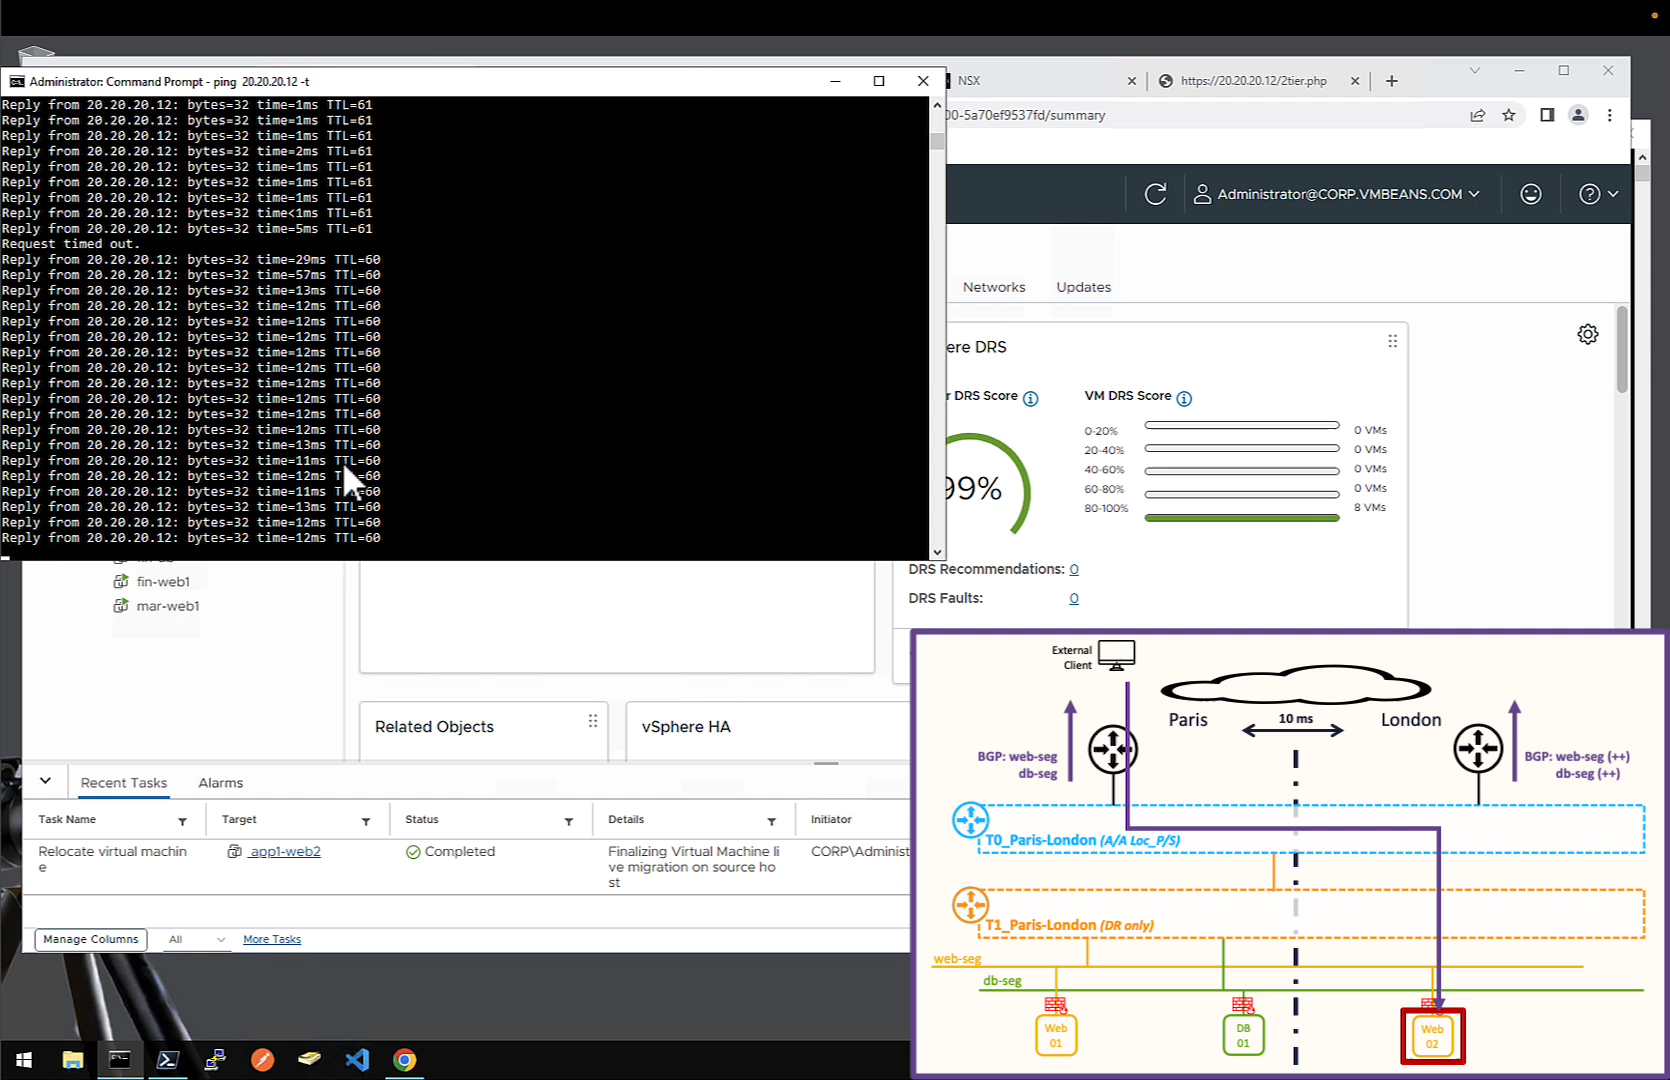 Administrator: Command Prompt - ping  20.20.20.12 -t
Reply from 20.20.20.12: bytes=32 time=1ms TTL=61
Reply from 20.20.20.12: bytes=32 time=1ms TTL=61
Reply from 20.20.20.12: bytes=32 time=1ms TTL=61
Reply from 20.20.20.12: bytes=32 time=2ms TTL=61
Reply from 20.20.20.12: bytes=32 time=1ms TTL=61
Reply from 20.20.20.12: bytes=32 time=1ms TTL=61
Reply from 20.20.20.12: bytes=32 time=1ms TTL=61
Reply from 20.20.20.12: bytes=32 time<1ms TTL=61
Reply from 20.20.20.12: bytes=32 time=5ms TTL=61
Request timed out.
Reply from 20.20.20.12: bytes=32 time=29ms TTL=60
Reply from 20.20.20.12: bytes=32 time=57ms TTL=60
Reply from 20.20.20.12: bytes=32 time=13ms TTL=60
Reply from 20.20.20.12: bytes=32 time=12ms TTL=60
Reply from 20.20.20.12: bytes=32 time=12ms TTL=60
Reply from 20.20.20.12: bytes=32 time=12ms TTL=60
Reply from 20.20.20.12: bytes=32 time=12ms TTL=60
Reply from 20.20.20.12: bytes=32 time=12ms TTL=60
Reply from 20.20.20.12: bytes=32 time=12ms TTL=60
Reply from 20.20.20.12: bytes=32 time=12ms TTL=60
Reply from 20.20.20.12: bytes=32 time=12ms TTL=60
Reply from 20.20.20.12: bytes=32 time=12ms TTL=60
Reply from 20.20.20.12: bytes=32 time=13ms TTL=60
Reply from 20.20.20.12: bytes=32 time=11ms TTL=60
Reply from 20.20.20.12: bytes=32 time=12ms TTL=60
Reply from 20.20.20.12: bytes=32 time=11ms TTL=60
Reply from 20.20.20.12: bytes=32 time=13ms TTL=60
Reply from 20.20.20.12: bytes=32 time=12ms TTL=60
Reply from 20.20.20.12: bytes=32 time=12ms TTL=60
NSX
https://20.20.20.12/2tier.php
00-5a70ef9537fd/summary
Administrator@CORP.VMBEANS.COM
Networks Updates
ere DRS
r DRS Score
VM DRS Score
99%
0-20% 0 VMs
20-40% 0 VMs
40-60% 0 VMs
60-80% 0 VMs
80-100% 8 VMs
DRS Recommendations: 0
DRS Faults: 0
fin-web1
mar-web1
Related Objects
vSphere HA
Recent Tasks Alarms
Task Name Target Status Details Initiator
Relocate virtual machin
e
app1-web2
Completed
Finalizing Virtual Machine li
ve migration on source ho
st
CORP\Administ
Manage Columns All More Tasks
External
Client
Paris 10 ms London
BGP: web-seg
db-seg
BGP: web-seg (++)
db-seg (++)
T0_Paris-London (A/A Loc_P/S)
T1_Paris-London (DR only)
web-seg
db-seg
Web
01
DB
01
Web
02